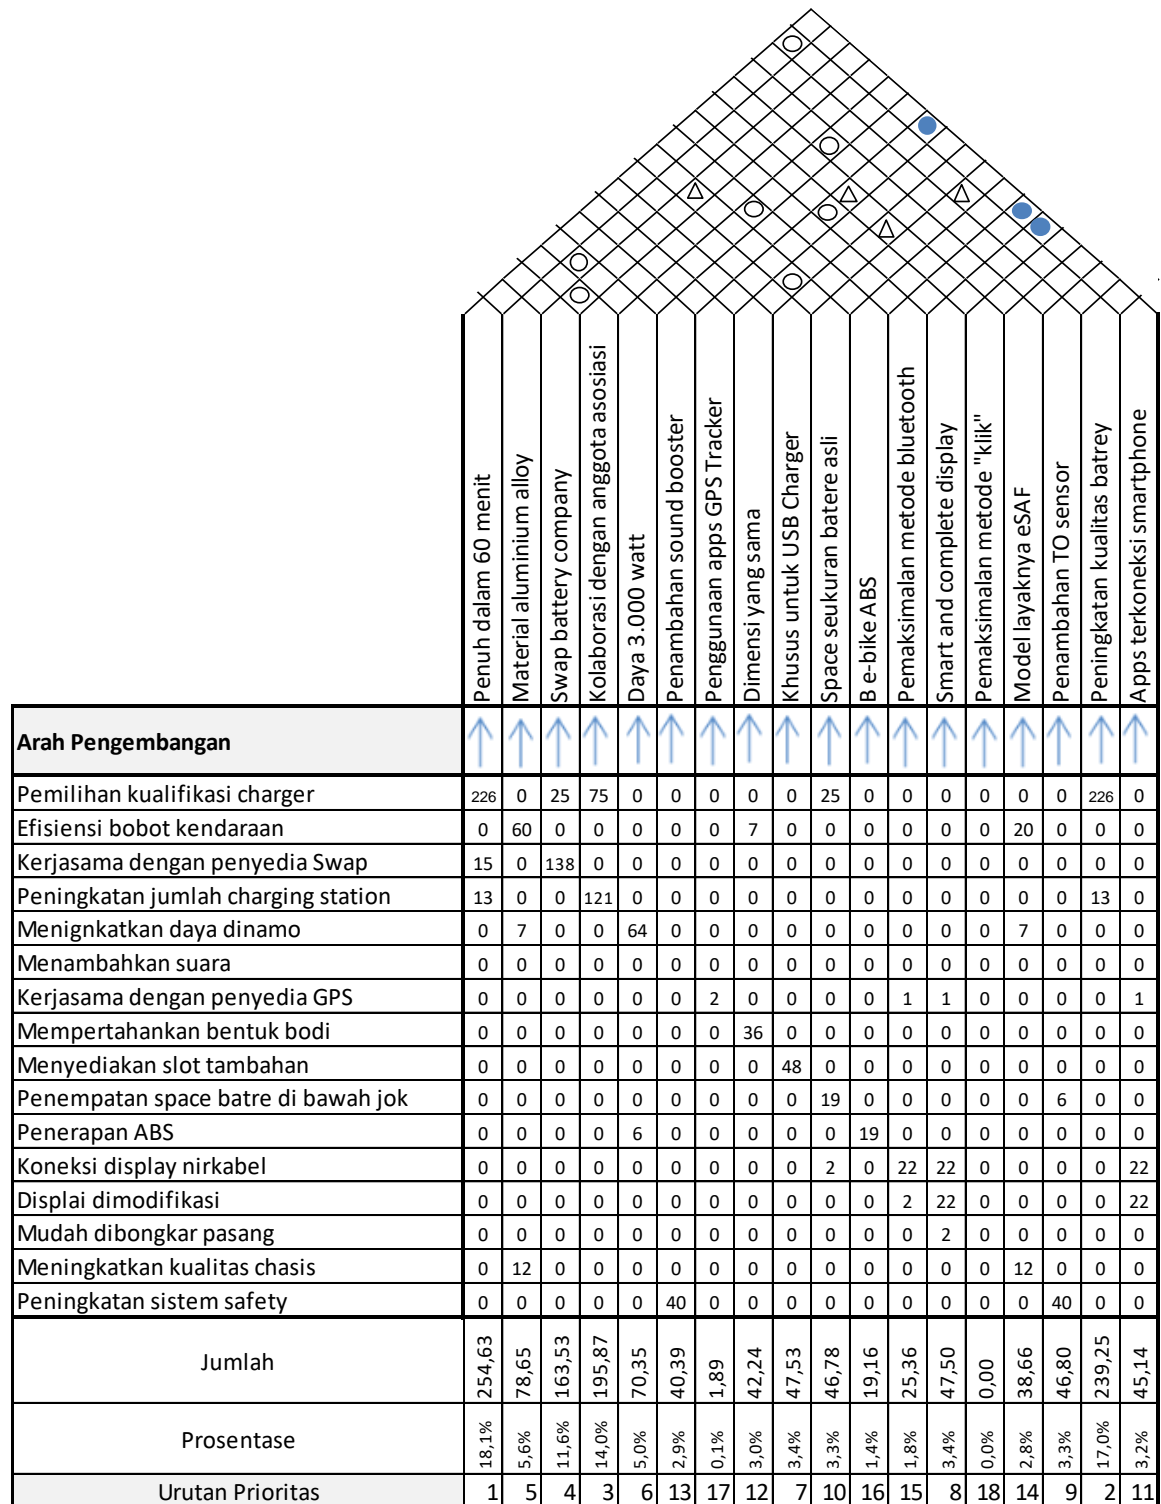 Penuh dalam 60 menit
Material aluminium alloy
Swap battery company
Kolaborasi dengan anggota asosiasi
Daya 3.000 watt
Penambahan sound booster
Penggunaan apps GPS Tracker
Dimensi yang sama
Khusus untuk USB Charger
Space seukuran batere asli
B e-bike ABS
Pemaksimalan metode bluetooth
Smart and complete display
Pemaksimalan metode "klik"
Model layaknya eSAF
Penambahan TO sensor
Peningkatan kualitas batrey
Apps terkoneksi smartphone
Arah Pengembangan
Pemilihan kualifikasi charger 226 0 25 75 0 0 0 0 0 25 0 0 0 0 0 0 226 0
Efisiensi bobot kendaraan 0 60 0 0 0 0 0 7 0 0 0 0 0 0 20 0 0 0
Kerjasama dengan penyedia Swap 15 0 138 0 0 0 0 0 0 0 0 0 0 0 0 0 0 0
Peningkatan jumlah charging station 13 0 0 121 0 0 0 0 0 0 0 0 0 0 0 0 13 0
Menignkatkan daya dinamo 0 7 0 0 64 0 0 0 0 0 0 0 0 0 7 0 0 0
Menambahkan suara 0 0 0 0 0 0 0 0 0 0 0 0 0 0 0 0 0 0
Kerjasama dengan penyedia GPS 0 0 0 0 0 0 2 0 0 0 0 1 1 0 0 0 0 1
Mempertahankan bentuk bodi 0 0 0 0 0 0 0 36 0 0 0 0 0 0 0 0 0 0
Menyediakan slot tambahan 0 0 0 0 0 0 0 0 48 0 0 0 0 0 0 0 0 0
Penempatan space batre di bawah jok 0 0 0 0 0 0 0 0 0 19 0 0 0 0 0 6 0 0
Penerapan ABS 0 0 0 0 6 0 0 0 0 0 19 0 0 0 0 0 0 0
Koneksi display nirkabel 0 0 0 0 0 0 0 0 0 2 0 22 22 0 0 0 0 22
Displai dimodifikasi 0 0 0 0 0 0 0 0 0 0 0 2 22 0 0 0 0 22
Mudah dibongkar pasang 0 0 0 0 0 0 0 0 0 0 0 0 2 0 0 0 0 0
Meningkatkan kualitas chasis 0 12 0 0 0 0 0 0 0 0 0 0 0 0 12 0 0 0
Peningkatan sistem safety 0 0 0 0 0 40 0 0 0 0 0 0 0 0 0 40 0 0
Jumlah 254,63 78,65 163,53 195,87 70,35 40,39 1,89 42,24 47,53 46,78 19,16 25,36 47,50 0,00 38,66 46,80 239,25 45,14
Prosentase 18,1% 5,6% 11,6% 14,0% 5,0% 2,9% 0,1% 3,0% 3,4% 3,3% 1,4% 1,8% 3,4% 0,0% 2,8% 3,3% 17,0% 3,2%
Urutan Prioritas 1 5 4 3 6 13 17 12 7 10 16 15 8 18 14 9 2 11